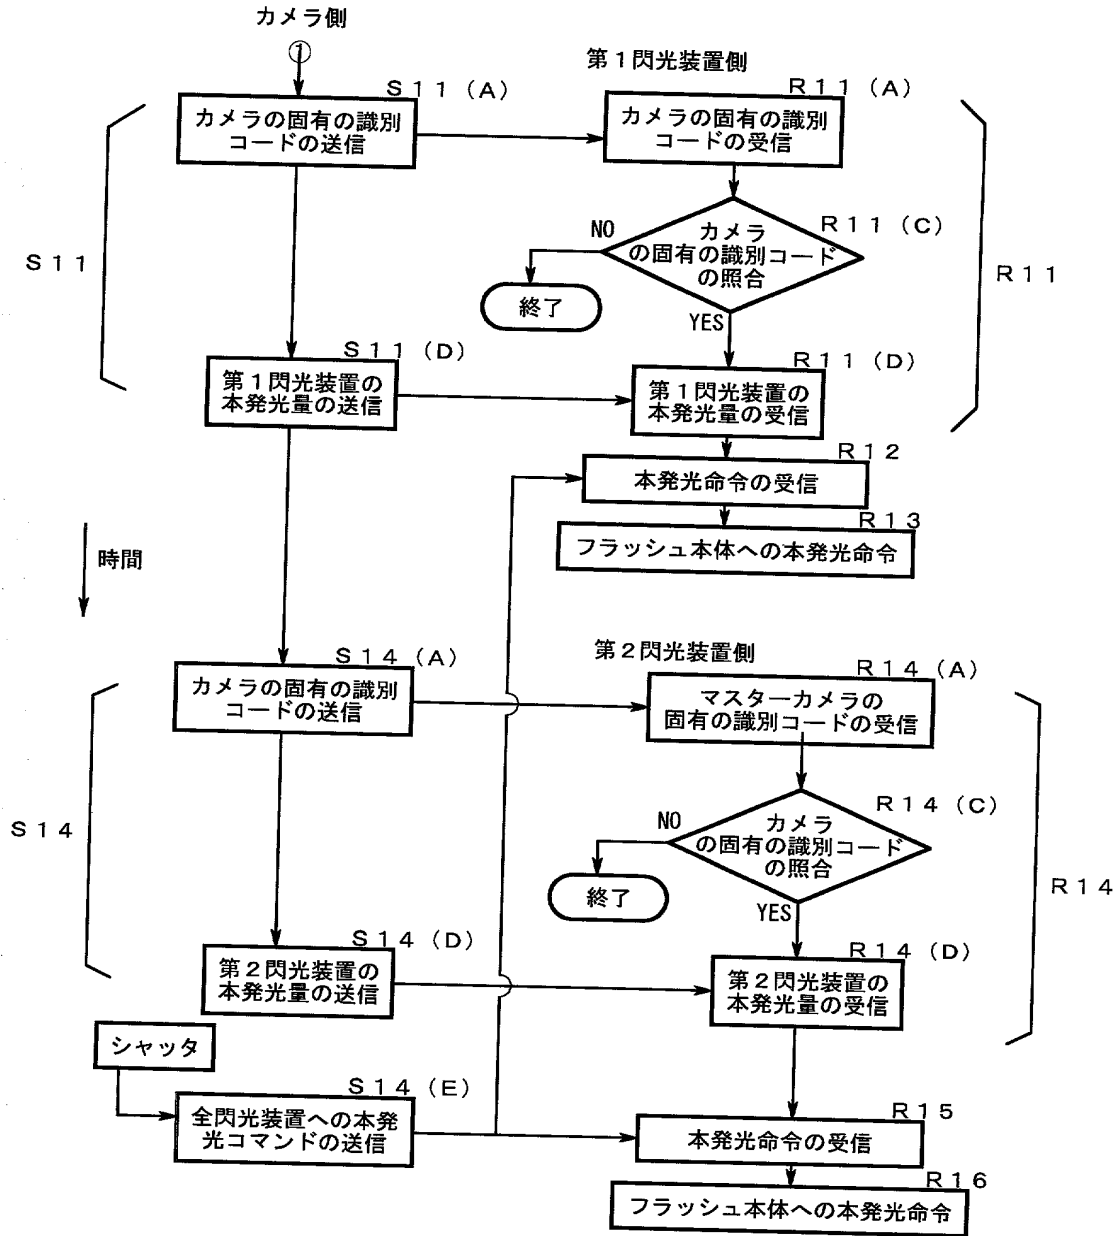 カメラ側
①
第1閃光装置側
S11(A)
カメラの固有の識別
コードの送信
R11(A)
カメラの固有の識別
コードの受信
R11(C)
NO
カメラ
の固有の識別コード
の照合
S11
R11
終了
YES
S11(D)
第1閃光装置の
本発光量の送信
R11(D)
第1閃光装置の
本発光量の受信
R12
本発光命令の受信
R13
フラッシュ本体への本発光命令
時間
第2閃光装置側
S14(A)
カメラの固有の識別
コードの送信
R14(A)
マスターカメラの
固有の識別コードの受信
R14(C)
NO
カメラ
の固有の識別コード
の照合
S14
R14
終了
YES
S14(D)
第2閃光装置の
本発光量の送信
R14(D)
第2閃光装置の
本発光量の受信
シャッタ
S14(E)
全閃光装置への本発
光コマンドの送信
R15
本発光命令の受信
R16
フラッシュ本体への本発光命令